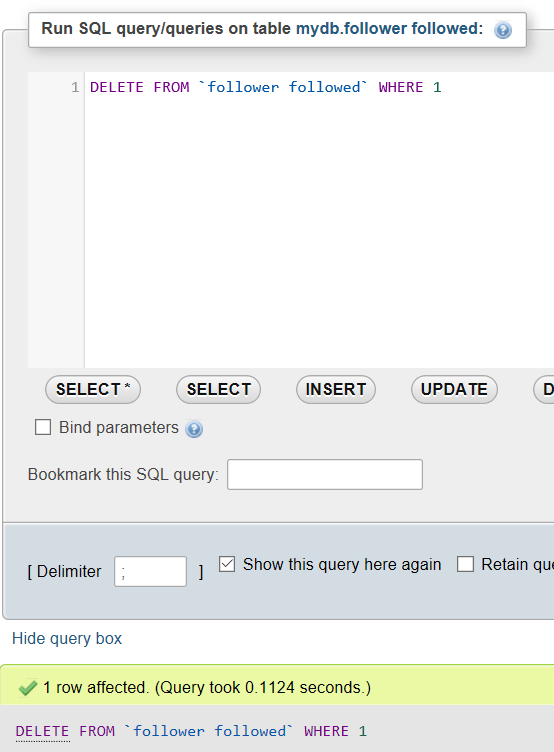 Run SQL query/queries on table mydb.follower followed:
1 DELETE FROM `follower followed` WHERE 1
SELECT * SELECT INSERT UPDATE D
Bind parameters
Bookmark this SQL query:
[ Delimiter ; ] Show this query here again Retain que
Hide query box
1 row affected. (Query took 0.1124 seconds.)
DELETE FROM `follower followed` WHERE 1